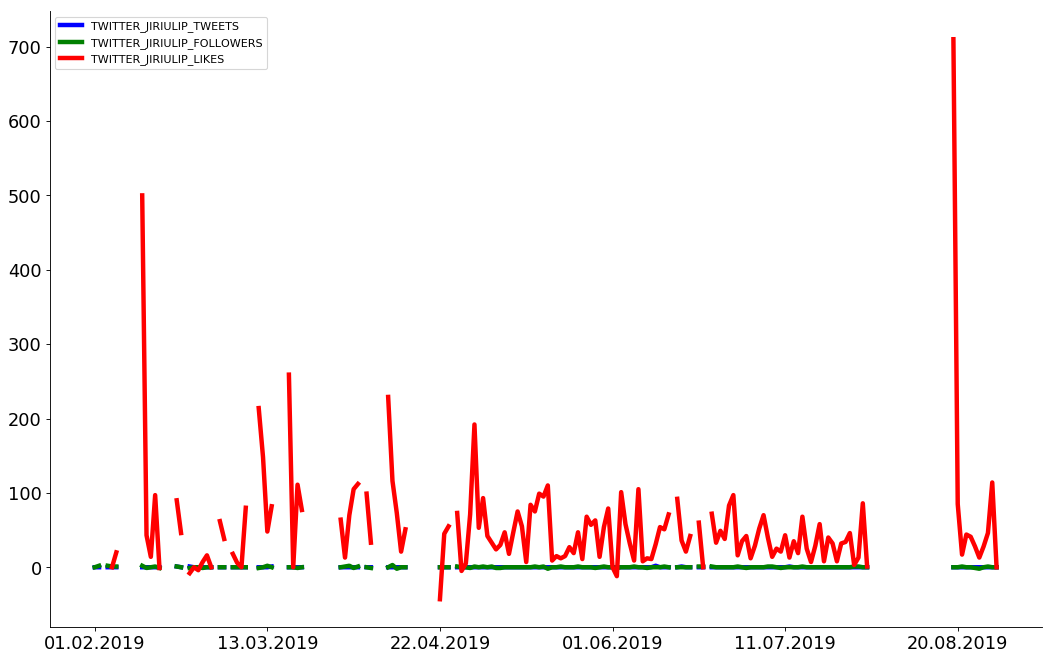 TWITTER_JIRIULIP_TWEETS
TWITTER_JIRIULIP_FOLLOWERS
TWITTER_JIRIULIP_LIKES
700
600
500
400
300
200
100
0
01.02.2019 13.03.2019 22.04.2019 01.06.2019 11.07.2019 20.08.2019